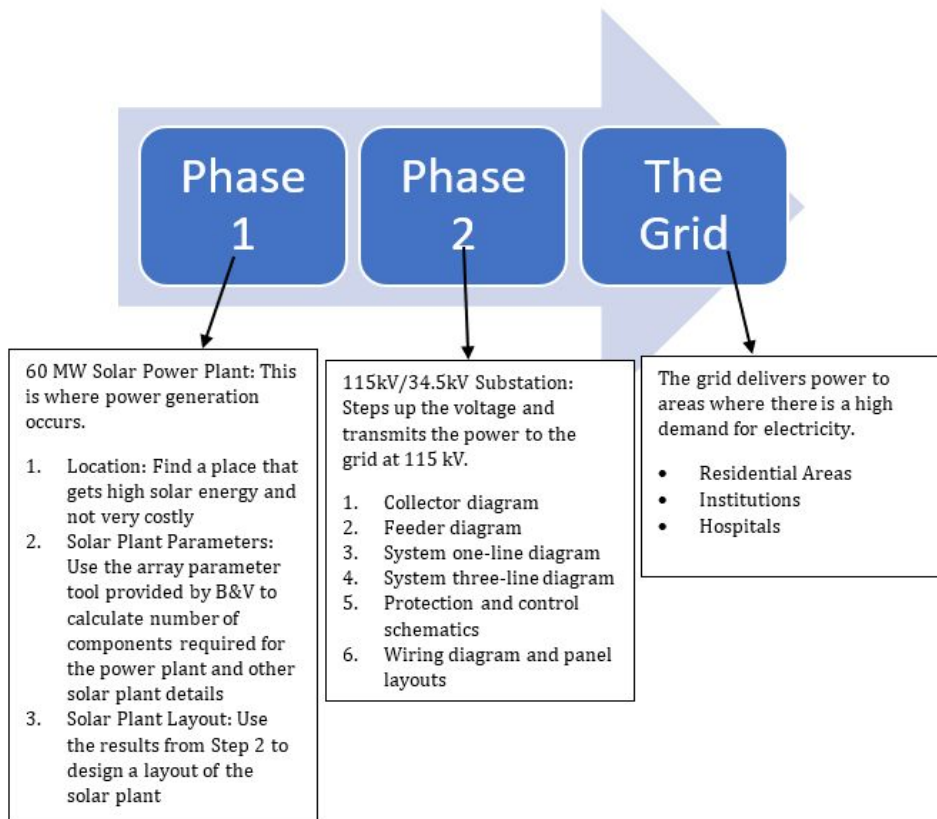 Phase
1
Phase
2
The
Grid
60 MW Solar Power Plant: This
is where power generation
occurs.
1. Location: Find a place that
gets high solar energy and
not very costly
2. Solar Plant Parameters:
Use the array parameter
tool provided by B&V to
calculate number of
components required for
the power plant and other
solar plant details
3. Solar Plant Layout: Use
the results from Step 2 to
design a layout of the
solar plant
115kV/34.5kV Substation:
Steps up the voltage and
transmits the power to the
grid at 115 kV.
1. Collector diagram
2. Feeder diagram
3. System one-line diagram
4. System three-line diagram
5. Protection and control
schematics
6. Wiring diagram and panel
layouts
The grid delivers power to
areas where there is a high
demand for electricity.
• Residential Areas
• Institutions
• Hospitals